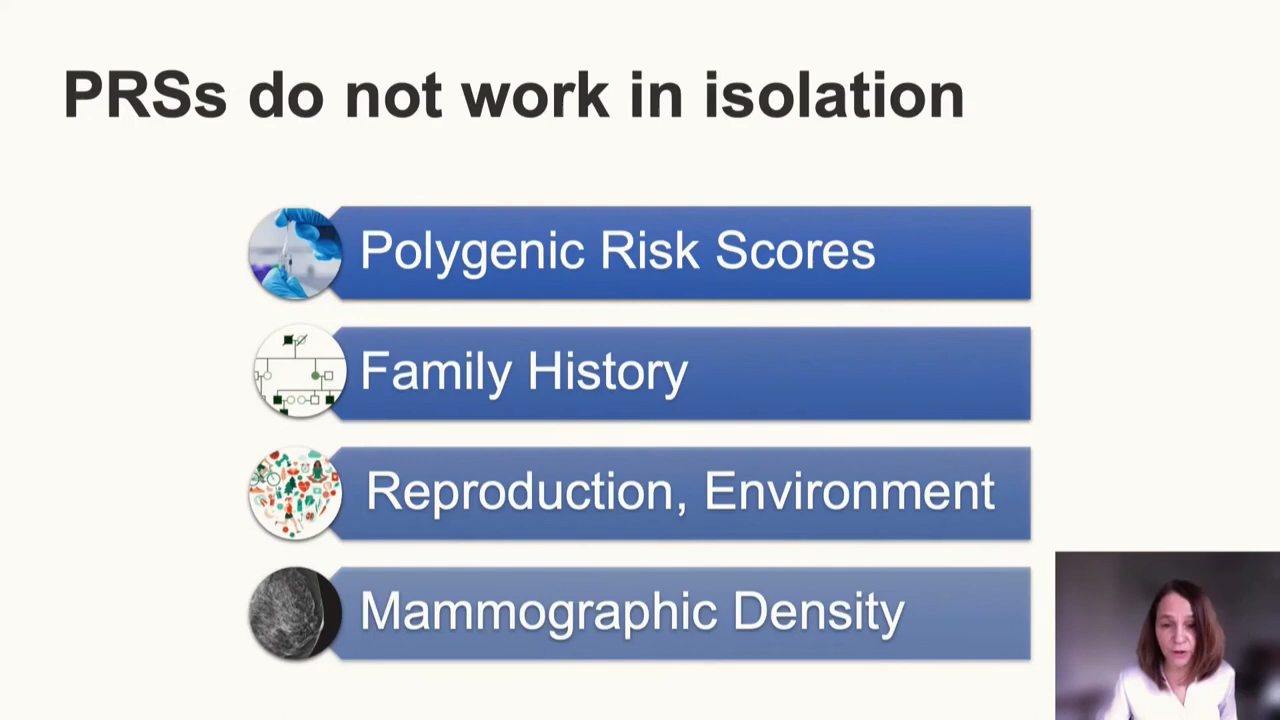 PRSs do not work in isolation
Polygenic Risk Scores
Family History
Reproduction, Environment
Mammographic Density